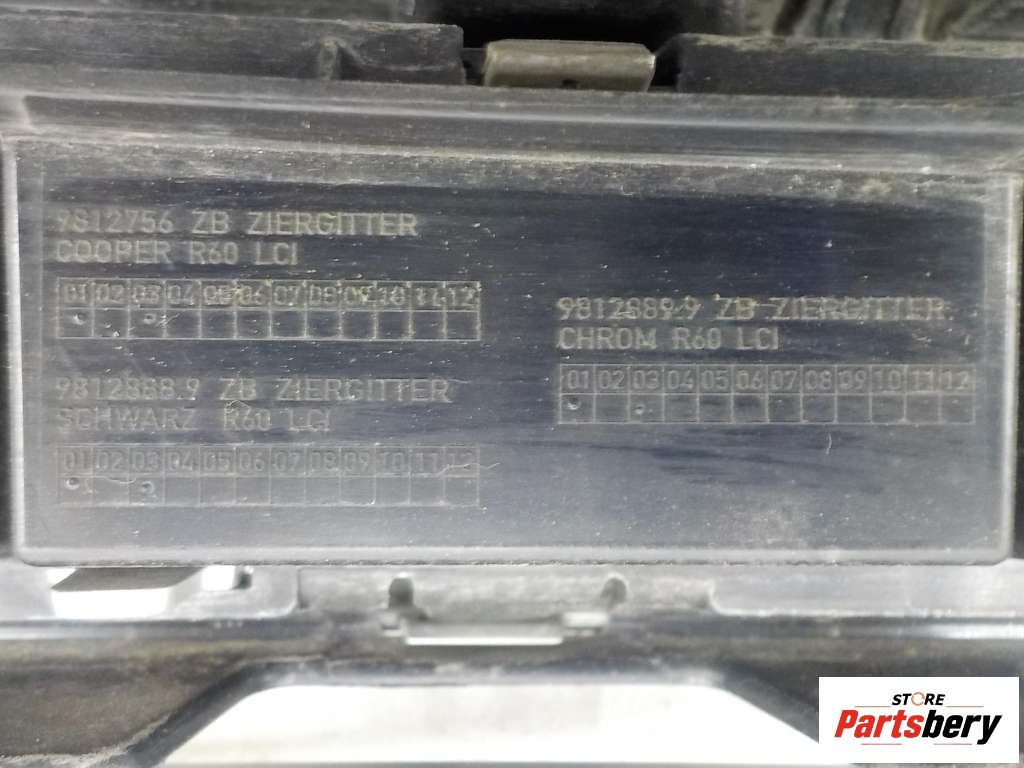 9812756 ZB ZIERGITTER
COOPER R60 LCI
01 02 03 04 05 06 07 08 09 10 11 12
9812888.9 ZB ZIERGITTER
SCHWARZ R60 LCI
01 02 03 04 05 06 07 08 09 10 11 12
9812889.9 ZB ZIERGITTER
CHROM R60 LCI
01 02 03 04 05 06 07 08 09 10 11 12
STORE
Partsbery